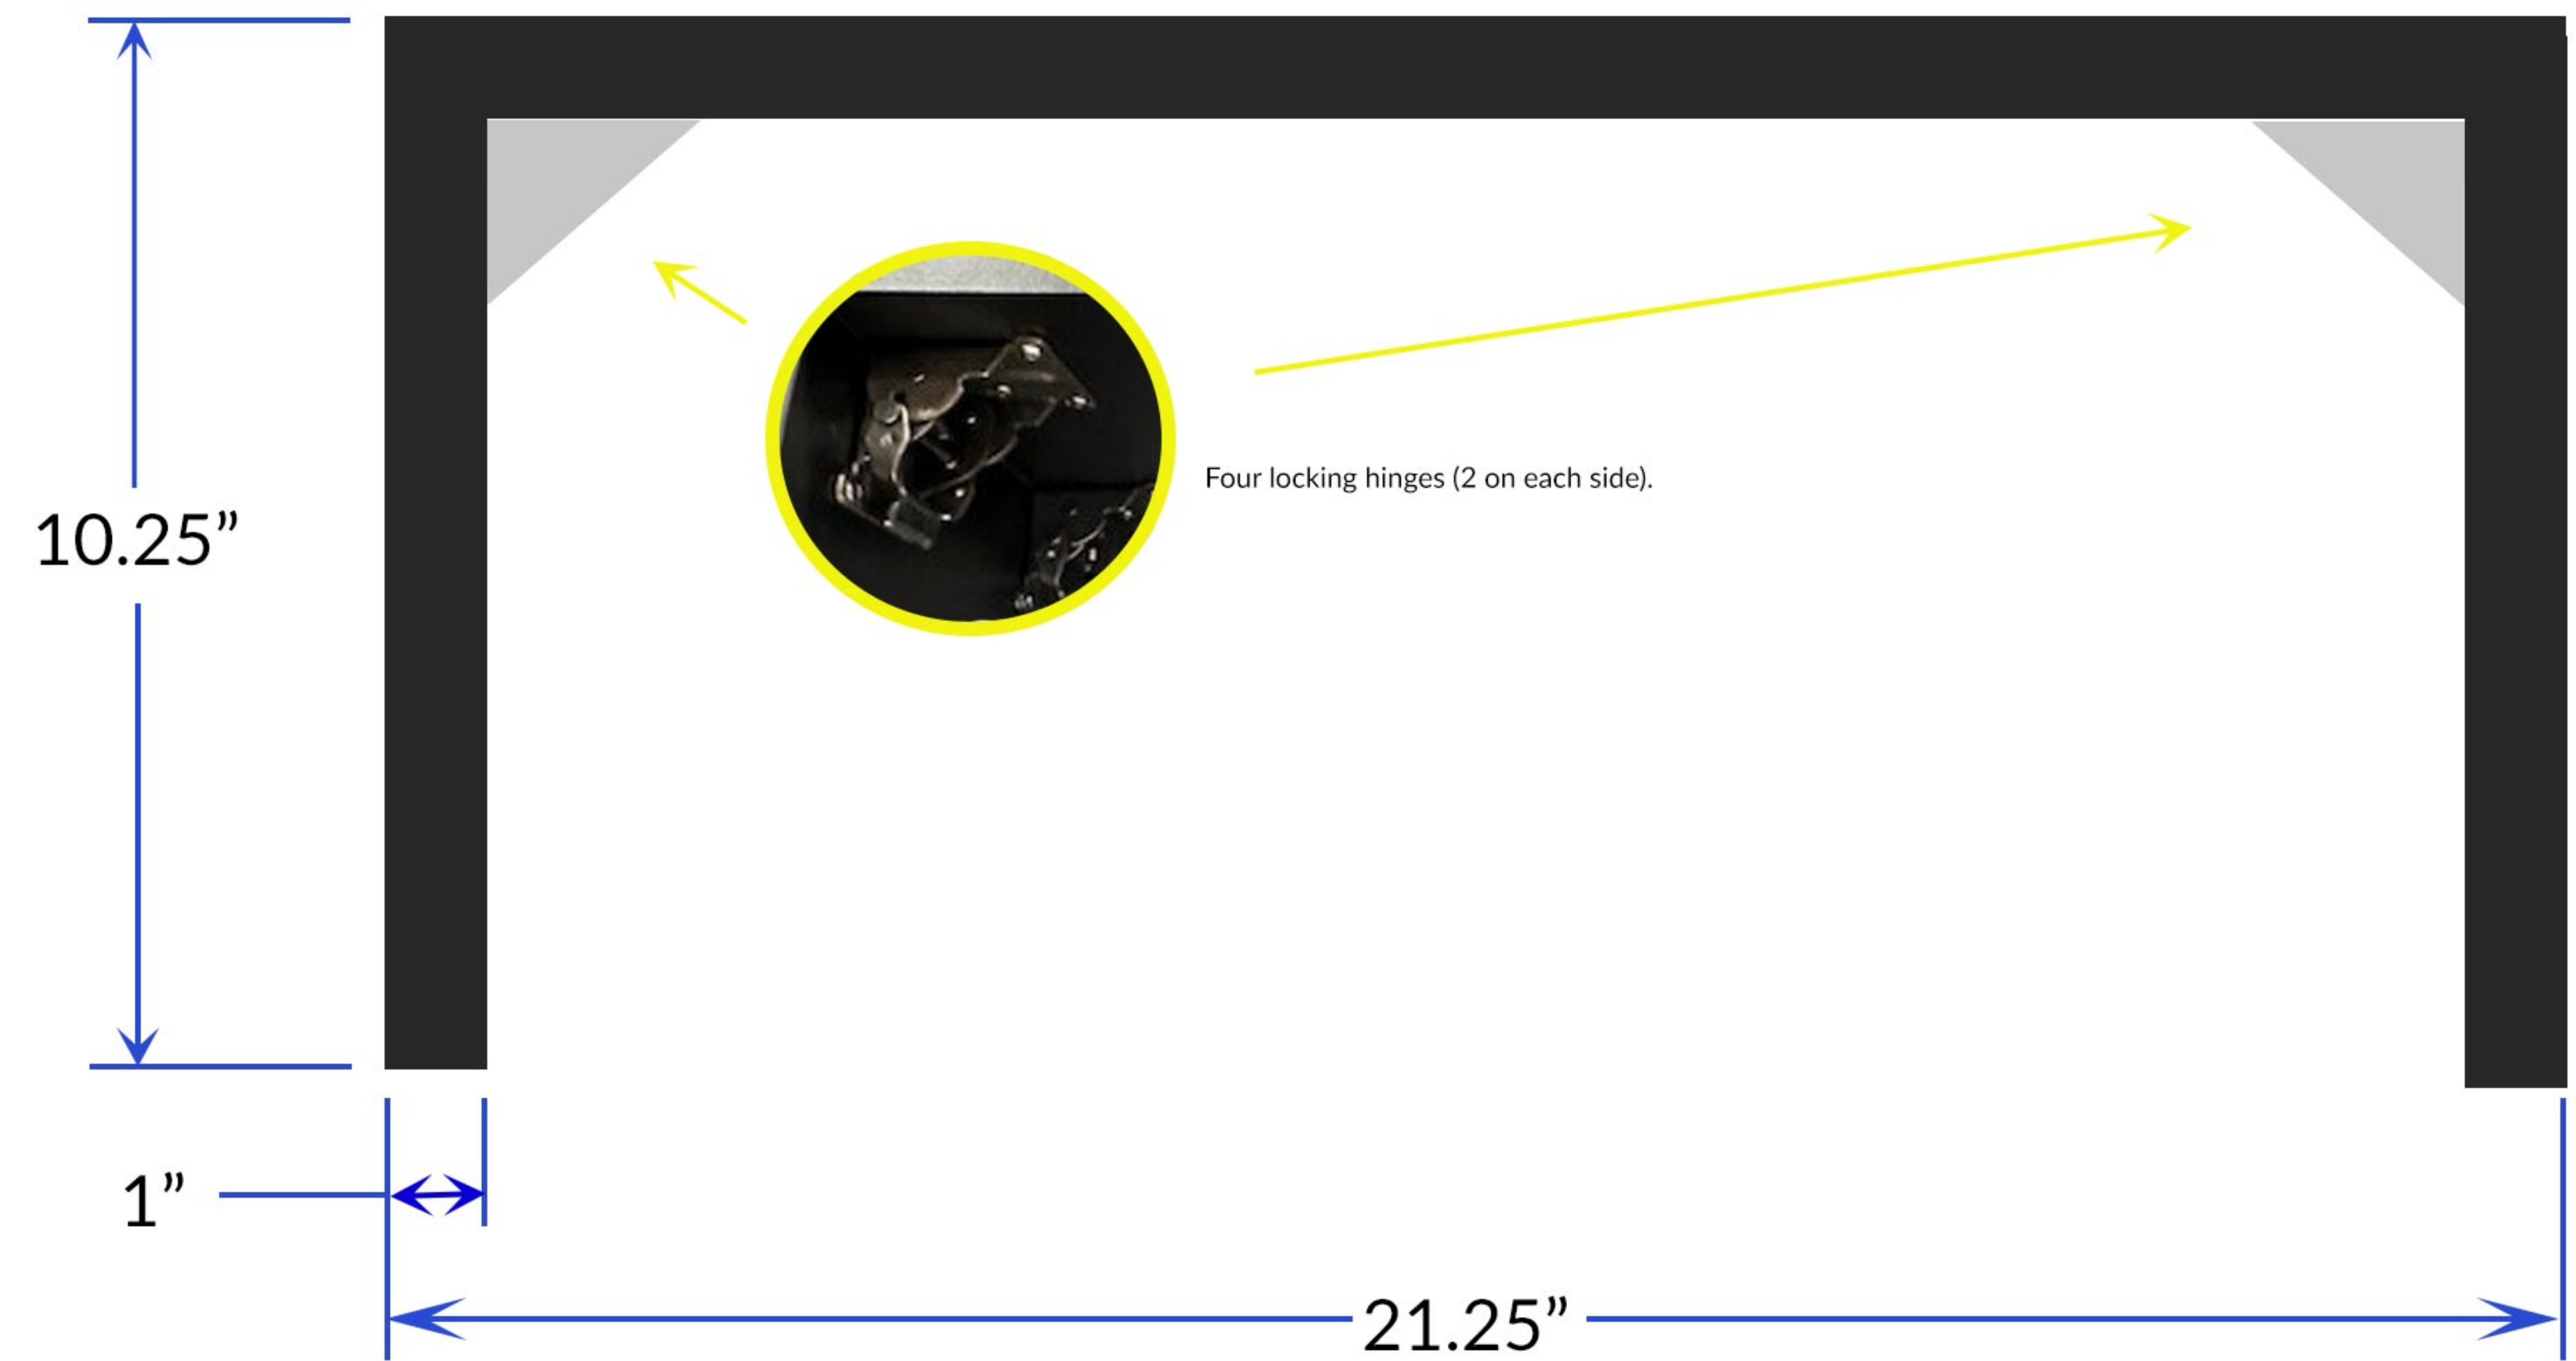 10.25”
Four locking hinges (2 on each side).
1”
21.25”